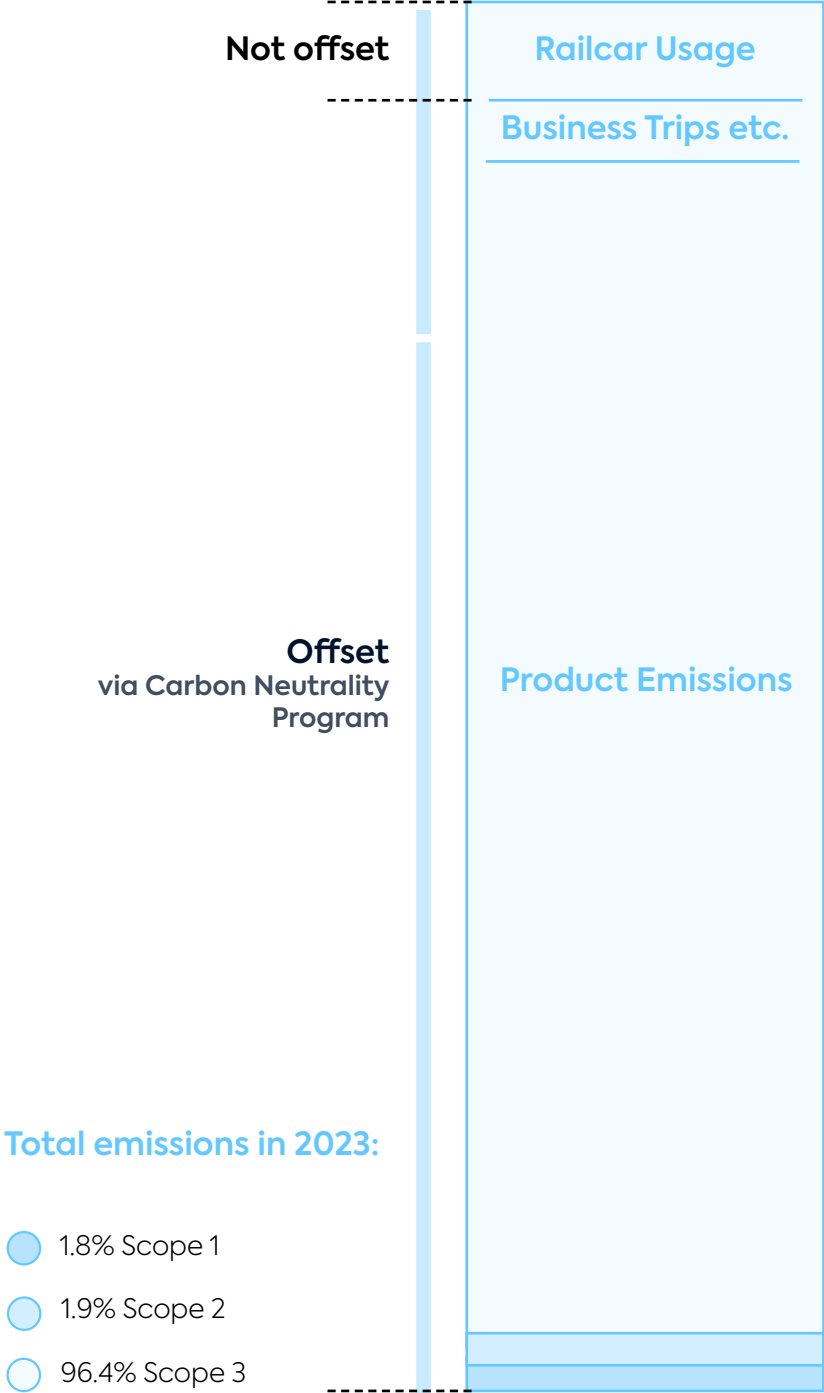 Not offset
Railcar Usage
Business Trips etc.
Offset
via Carbon Neutrality
Program
Product Emissions
Total emissions in 2023:
1.8% Scope 1
1.9% Scope 2
96.4% Scope 3